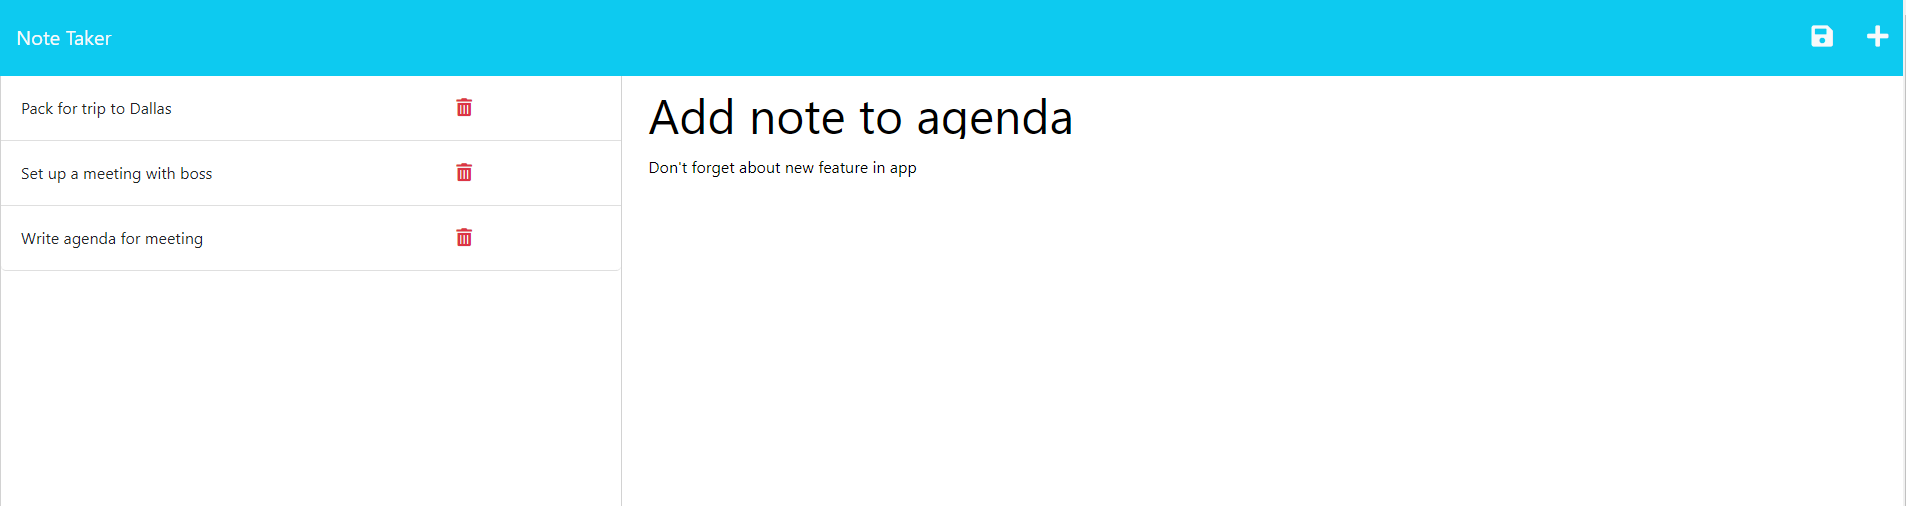 Note Taker
Pack for trip to Dallas
Set up a meeting with boss
Write agenda for meeting
Add note to agenda
Don't forget about new feature in app